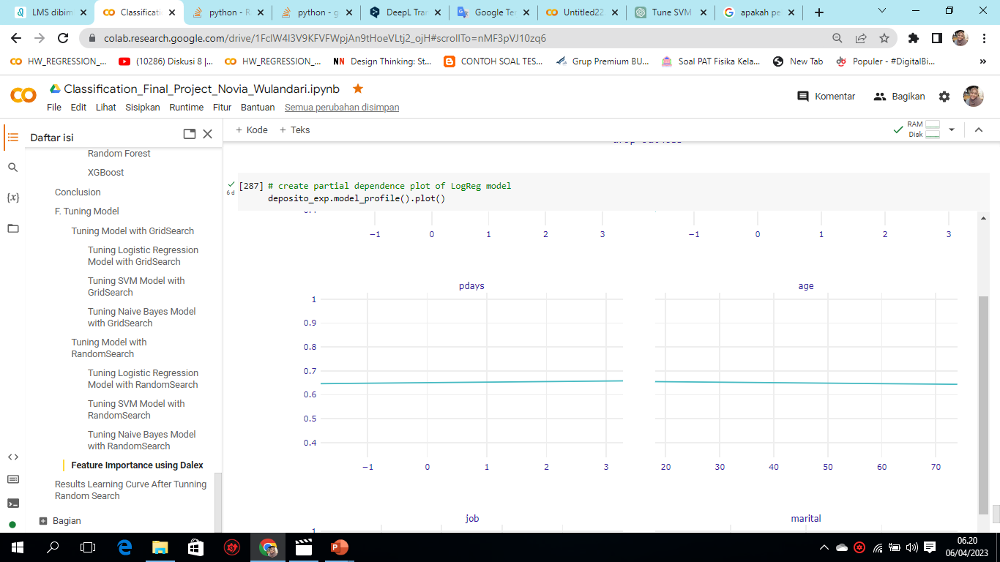 LMS dibim
Classificati
python - R
python - g
DeepL Tran
Google Ter
Untitled22
Tune SVM
apakah pe
colab.research.google.com/drive/1FclW4l3V9KFVFWpjAn9tHoeVLtj2_ojH#scrollTo=nMF3pVJ10zq6
HW_REGRESSION_...
(10286) Diskusi 8 |...
HW_REGRESSION_...
Design Thinking: St...
CONTOH SOAL TES...
Grup Premium BU...
Soal PAT Fisika Kela...
New Tab
Populer - #DigitalBi...
Classification_Final_Project_Novia_Wulandari.ipynb
File Edit Lihat Sisipkan Runtime Fitur Bantuan Semua perubahan disimpan
Komentar
Bagikan
Daftar isi
+ Kode + Teks
RAM
Disk
Random Forest
XGBoost
Conclusion
F. Tuning Model
Tuning Model with GridSearch
Tuning Logistic Regression
Model with GridSearch
Tuning SVM Model with
GridSearch
Tuning Naive Bayes Model
with GridSearch
Tuning Model with
RandomSearch
Tuning Logistic Regression
Model with RandomSearch
Tuning SVM Model with
RandomSearch
Tuning Naive Bayes Model
with RandomSearch
Feature Importance using Dalex
Results Learning Curve After Tunning
Random Search
Bagian
[287] # create partial dependence plot of LogReg model
6 d
deposito_exp.model_profile().plot()
−1 0 1 2 3
−1 0 1 2 3
pdays
1
0.9
0.8
0.7
0.6
0.5
0.4
−1 0 1 2 3
age
20 30 40 50 60 70
job
1
marital
06.20
06/04/2023